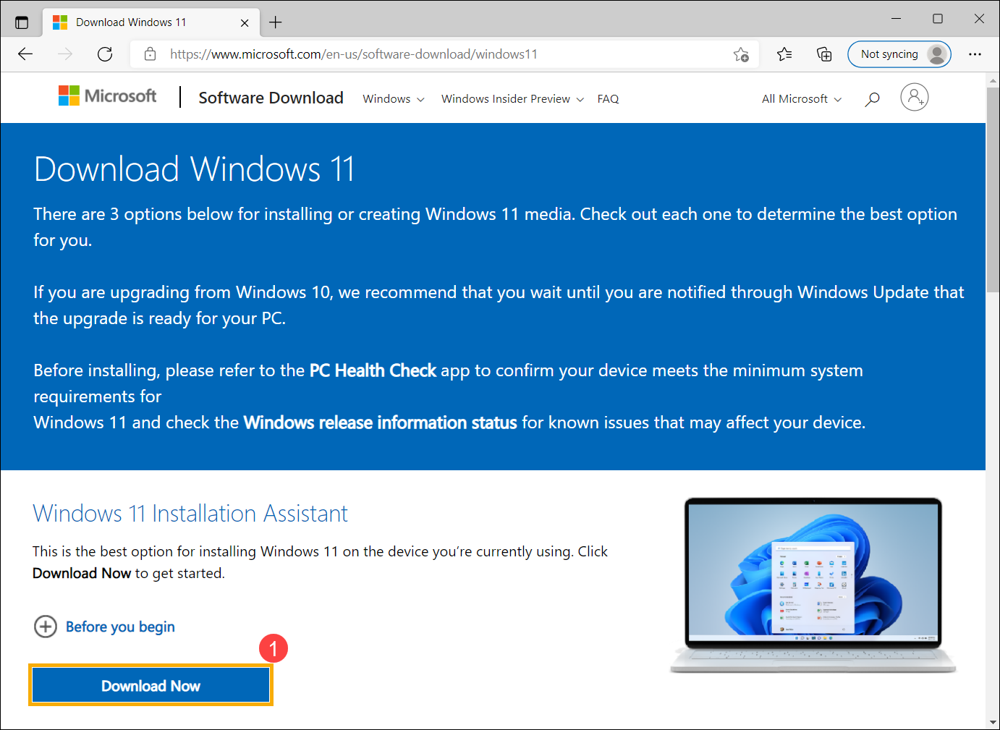 Download Windows 11
https://www.microsoft.com/en-us/software-download/windows11
Not syncing
Microsoft
Software Download
Windows
Windows Insider Preview
FAQ
All Microsoft
Download Windows 11
There are 3 options below for installing or creating Windows 11 media. Check out each one to determine the best option
for you.
If you are upgrading from Windows 10, we recommend that you wait until you are notified through Windows Update that
the upgrade is ready for your PC.
Before installing, please refer to the PC Health Check app to confirm your device meets the minimum system
requirements for
Windows 11 and check the Windows release information status for known issues that may affect your device.
Windows 11 Installation Assistant
This is the best option for installing Windows 11 on the device you're currently using. Click
Download Now to get started.
Before you begin
1
Download Now